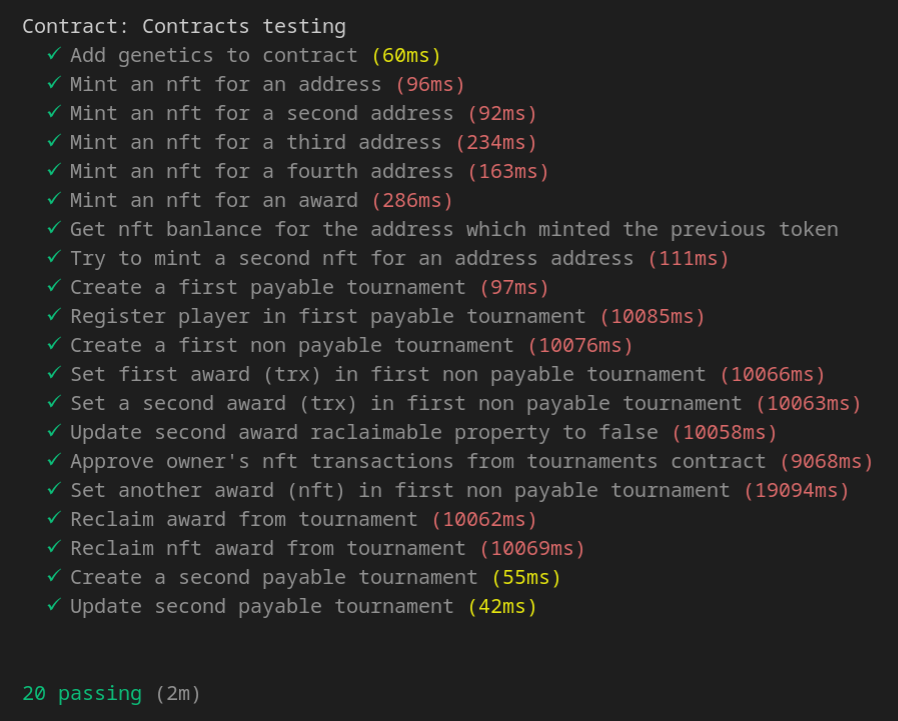 Contract: Contracts testing
✓ Add genetics to contract (60ms)
✓ Mint an nft for an address (96ms)
✓ Mint an nft for a second address (92ms)
✓ Mint an nft for a third address (234ms)
✓ Mint an nft for a fourth address (163ms)
✓ Mint an nft for an award (286ms)
✓ Get nft banlance for the address which minted the previous token
✓ Try to mint a second nft for an address address (111ms)
✓ Create a first payable tournament (97ms)
✓ Register player in first payable tournament (10085ms)
✓ Create a first non payable tournament (10076ms)
✓ Set first award (trx) in first non payable tournament (10066ms)
✓ Set a second award (trx) in first non payable tournament (10063ms)
✓ Update second award raclaimable property to false (10058ms)
✓ Approve owner's nft transactions from tournaments contract (9068ms)
✓ Set another award (nft) in first non payable tournament (19094ms)
✓ Reclaim award from tournament (10062ms)
✓ Reclaim nft award from tournament (10069ms)
✓ Create a second payable tournament (55ms)
✓ Update second payable tournament (42ms)
20 passing (2m)